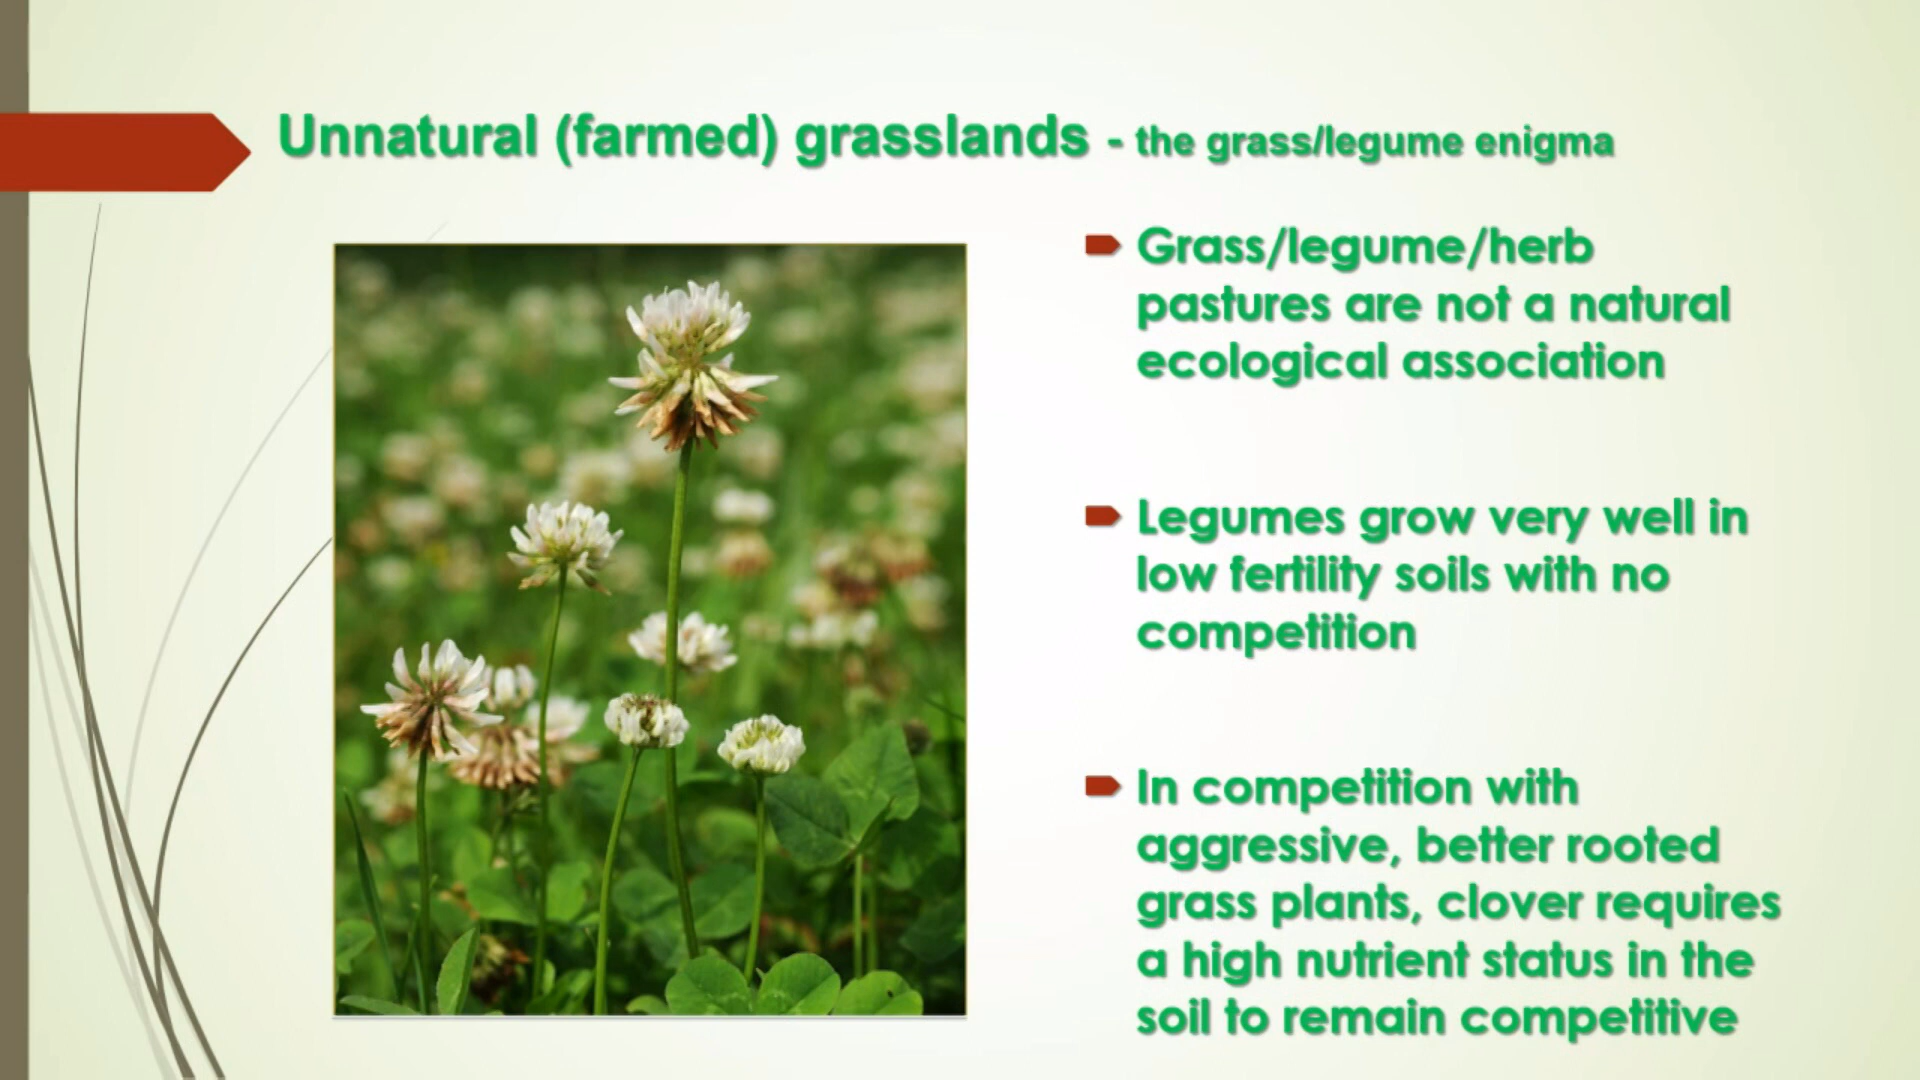 Unnatural (farmed) grasslands - the grass/legume enigma
Grass/legume/herb
pastures are not a natural
ecological association
Legumes grow very well in
low fertility soils with no
competition
In competition with
aggressive, better rooted
grass plants, clover requires
a high nutrient status in the
soil to remain competitive